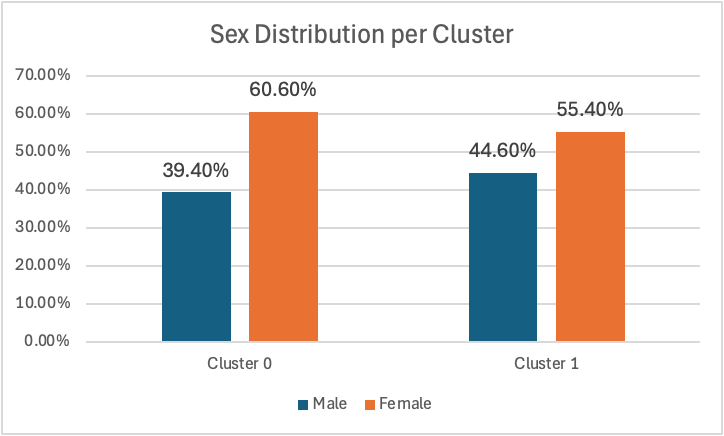 Sex Distribution per Cluster
70.00%
60.00%
50.00%
40.00%
30.00%
20.00%
10.00%
0.00%
39.40%
60.60%
44.60%
55.40%
Cluster 0
Cluster 1
Male
Female